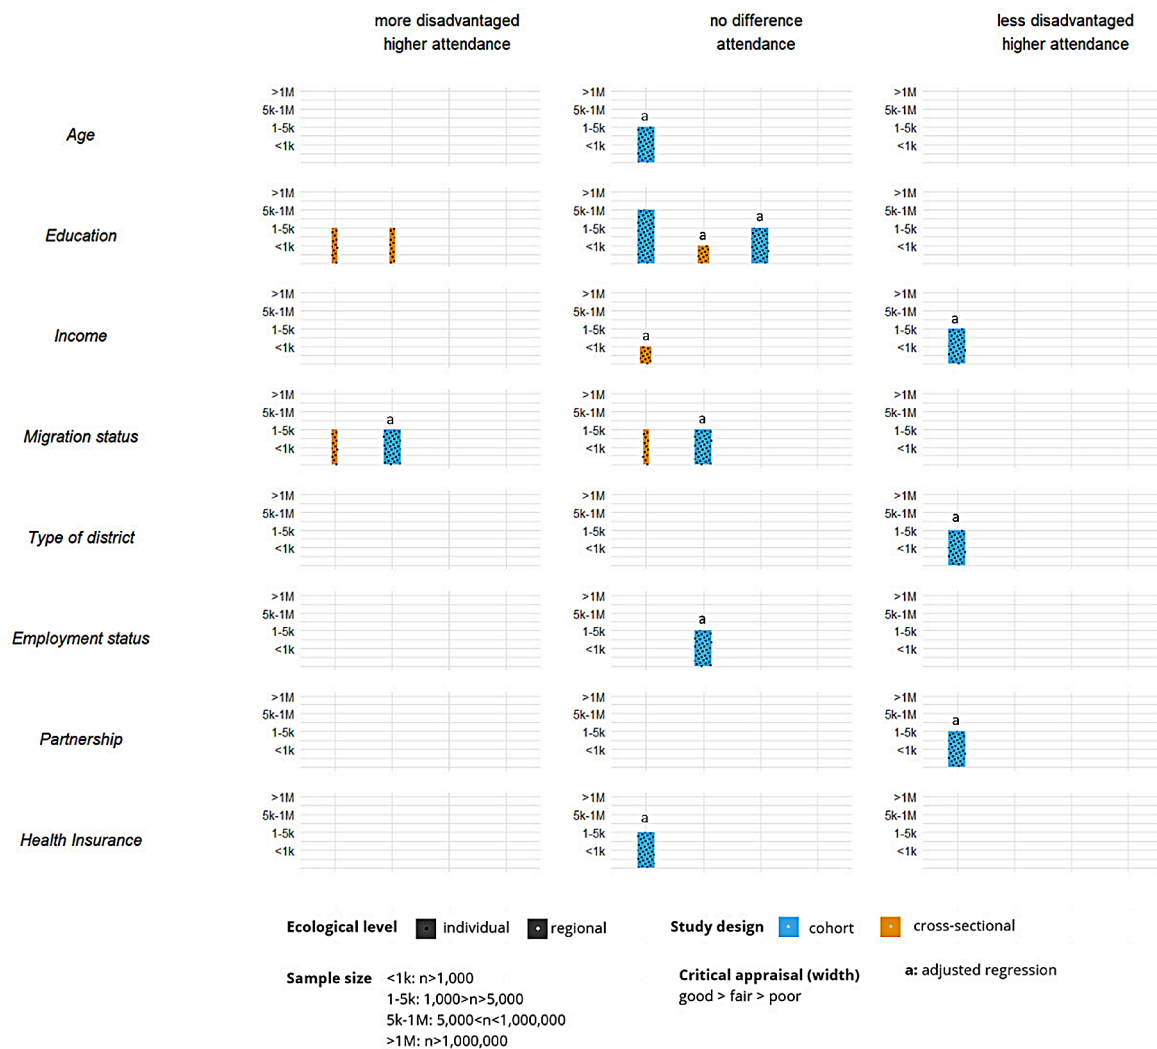 more disadvantaged
higher attendance
no difference
attendance
less disadvantaged
higher attendance
Age
>1M
5k-1M
1-5k
<1k
>1M
5k-1M
1-5k
<1k
a
>1M
5k-1M
1-5k
<1k
Education
>1M
5k-1M
1-5k
<1k
>1M
5k-1M
1-5k
<1k
a
a
>1M
5k-1M
1-5k
<1k
Income
>1M
5k-1M
1-5k
<1k
>1M
5k-1M
1-5k
<1k
a
>1M
5k-1M
1-5k
<1k
a
Migration status
>1M
5k-1M
1-5k
<1k
a
>1M
5k-1M
1-5k
<1k
a
>1M
5k-1M
1-5k
<1k
Type of district
>1M
5k-1M
1-5k
<1k
>1M
5k-1M
1-5k
<1k
>1M
5k-1M
1-5k
<1k
a
Employment status
>1M
5k-1M
1-5k
<1k
>1M
5k-1M
1-5k
<1k
a
>1M
5k-1M
1-5k
<1k
Partnership
>1M
5k-1M
1-5k
<1k
>1M
5k-1M
1-5k
<1k
>1M
5k-1M
1-5k
<1k
a
Health Insurance
>1M
5k-1M
1-5k
<1k
>1M
5k-1M
1-5k
<1k
a
>1M
5k-1M
1-5k
<1k
Ecological level individual regional
Study design cohort cross-sectional
Sample size <1k: n>1,000
1-5k: 1,000>n>5,000
5k-1M: 5,000<n<1,000,000
>1M: n>1,000,000
Critical appraisal (width)
good > fair > poor
a: adjusted regression